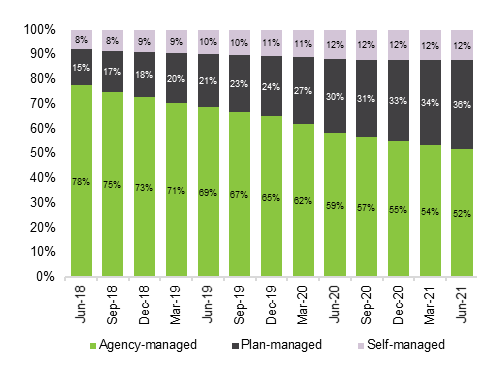 100%
90%
80%
70%
60%
50%
40%
30%
20%
10%
0%
8% 8% 9% 9% 10% 10% 11% 11% 12% 12% 12% 12% 12%
15% 17% 18% 20% 21% 23% 24% 27% 30% 31% 33% 34% 36%
78% 75% 73% 71% 69% 67% 65% 62% 59% 57% 55% 54% 52%
Jun-18 Sep-18 Dec-18 Mar-19 Jun-19 Sep-19 Dec-19 Mar-20 Jun-20 Sep-20 Dec-20 Mar-21 Jun-21
Agency-managed Plan-managed Self-managed